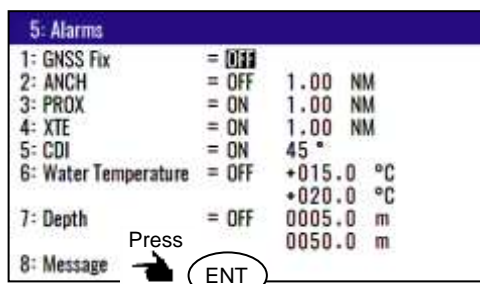 5: Alarms
1: GNSS Fix = OFF
2: ANCH = OFF 1.00 NM
3: PROX = ON 1.00 NM
4: XTE = ON 1.00 NM
5: CDI = ON 45 °
6: Water Temperature = OFF +015.0 °C
+020.0 °C
7: Depth = OFF 0005.0 m
0050.0 m
Press
8: Message ENT